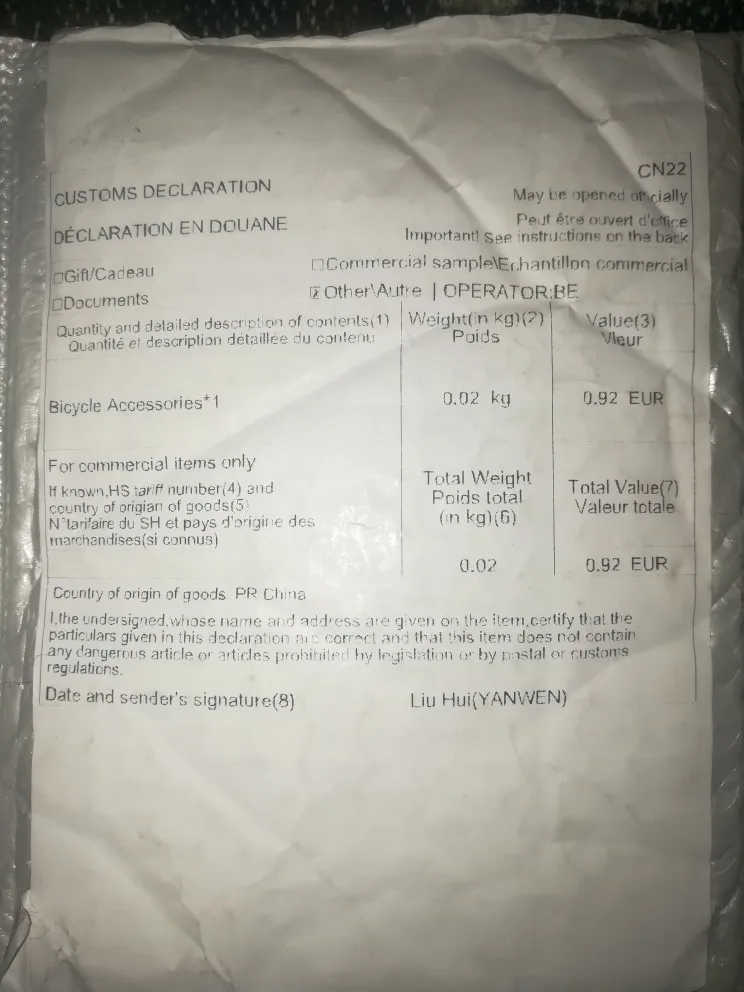 CN22
CUSTOMS DECLARATION
May be opened officially
DÉCLARATION EN DOUANE
Peut être ouvert d'office
Important! See instructions on the back
□Gift/Cadeau
□Commercial sample\Echantillon commercial
□Documents
☑Other\Autre | OPERATOR:BE
Quantity and detailed description of contents(1)
Quantité et description détaillée du contenu
Weight(in kg)(2)
Poids
Value(3)
Vleur
Bicycle Accessories*1
0.02 kg
0.92 EUR
For commercial items only
If known,HS tariff number(4) and
country of origian of goods(5)
N°tarifaire du SH et pays d'origine des
marchandises(si connus)
Total Weight
Poids total
(in kg)(6)
Total Value(7)
Valeur totale
0.02
0.92 EUR
Country of origin of goods PR China
I,the undersigned,whose name and address are given on the item,certify that the
particulars given in this declaration are correct and that this item does not contain
any dangerous article or articles prohibited by legislation or by postal or customs
regulations.
Date and sender's signature(8)
Liu Hui(YANWEN)